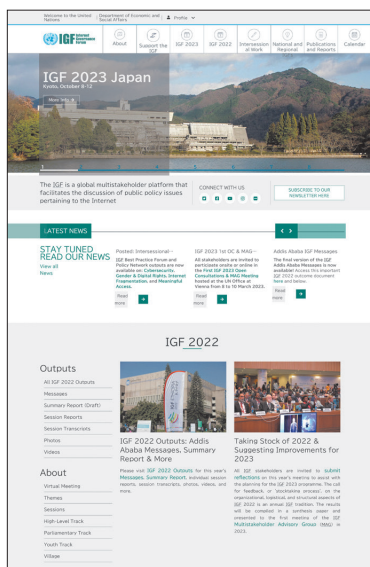 Welcome to the United Nations
Department of Economic and Social Affairs
Profile
IGF Internet Governance Forum
About
Support the IGF
IGF 2023
IGF 2022
Intersessional Work
National and Regional
Publications and Reports
Calendar
IGF 2023 Japan
Kyoto, October 8-12
More Info
The IGF is a global multistakeholder platform that
facilitates the discussion of public policy issues
pertaining to the Internet
CONNECT WITH US
SUBSCRIBE TO OUR
NEWSLETTER HERE
LATEST NEWS
STAY TUNED
READ OUR NEWS
View all
News
Posted: Intersessional -
IGF Best Practice Forum and
Policy Network outputs are now
available on: Cybersecurity,
Gender & Digital Rights, Internet
Fragmentation, and Meaningful
Access.
Read
more
IGF 2023 1st OC & MAG -
All stakeholders are invited to
participate onsite or online in
the First IGF 2023 Open
Consultations & MAG Meeting
hosted at the UN Office at
Vienna from 8 to 10 March 2023.
Read
more
Addis Ababa IGF Messages
The final version of the IGF
Addis Ababa Messages is now
available! Access this important
IGF 2022 outcome document
here and below.
Read
more
IGF 2022
Outputs
All IGF 2022 Outputs
Messages
Summary Report (Draft)
Session Reports
Session Transcripts
Photos
Videos
About
Virtual Meeting
Themes
Sessions
High-Level Track
Parliamentary Track
Youth Track
Village
IGF 2022 Outputs: Addis
Ababa Messages, Summary
Report & More
Please visit IGF 2022 Outputs for this year's
Messages, Summary Report, individual session
reports, session transcripts, photos, videos, and
more.
Taking Stock of 2022 &
Suggesting Improvements for
2023
All IGF stakeholders are invited to submit
reflections on this year's meeting to assist with
the planning for the IGF 2023 programme. The call
for feedback, or 'stocktaking process', on the
organizational, logistical, and structural aspects of
IGF 2022 is an annual IGF tradition. The results
will be compiled in a synthesis paper and
presented to the first meeting of the IGF
Multistakeholder Advisory Group (MAG) in
2023.